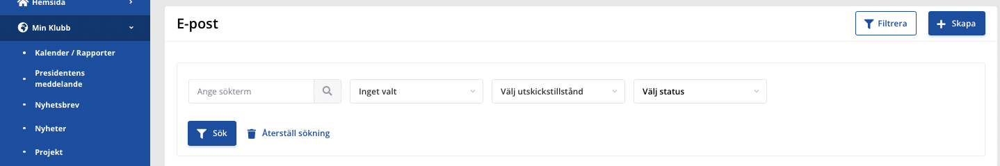 Hemsida
Min Klubb
Kalender / Rapporter
Presidentens
meddelande
Nyhetsbrev
Nyheter
Projekt
E-post
Filtrera
Skapa
Ange sökterm
Inget valt
Välj utskickstillstånd
Välj status
Sök
Återställ sökning